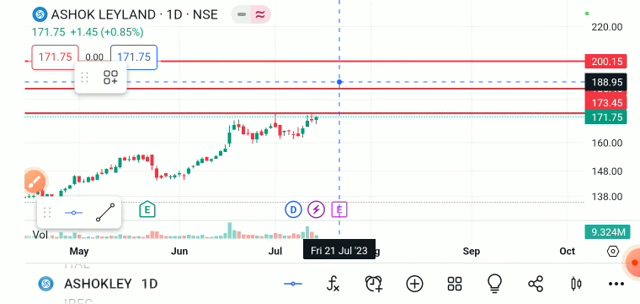 ASHOK LEYLAND · 1D · NSE
171.75 +1.45 (+0.85%)
171.75 0.00 171.75
220.00
200.15
188.95
173.45
171.75
160.00
148.00
138.00
E D E
Vol
9.324M
May Jun Jul Fri 21 Jul '23 Sep Oct
ASHOKLEY 1D